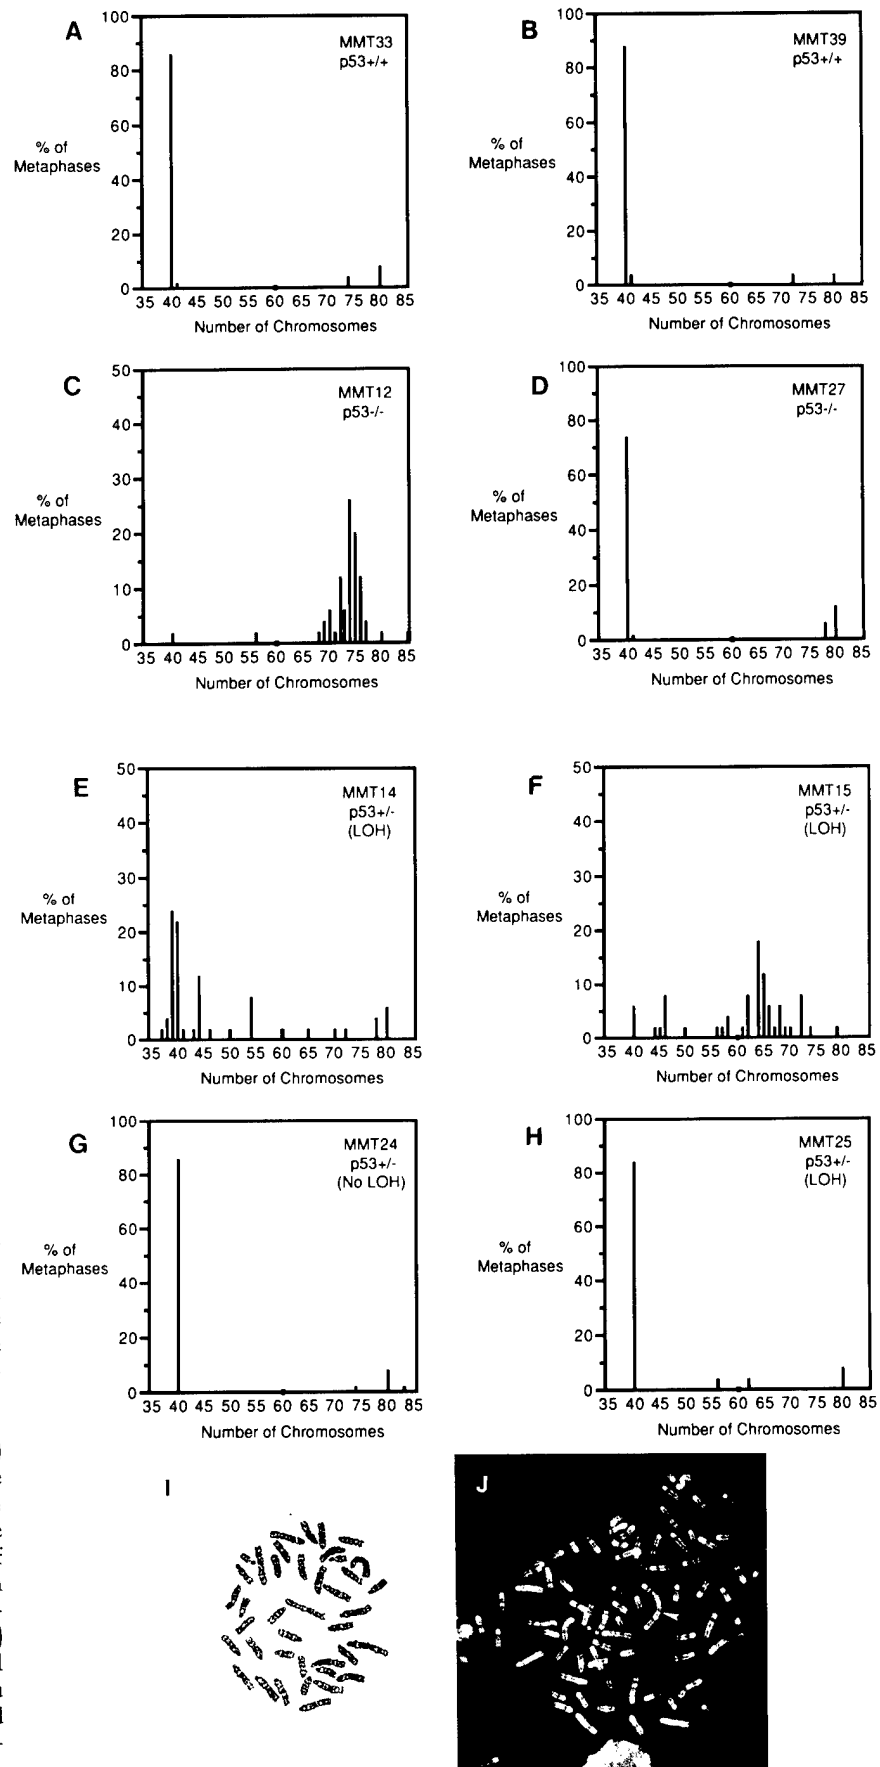 A
MMT33
p53+/+
100
80
60
40
20
0
% of
Metaphases
35 40 45 50 55 60 65 70 75 80 85
Number of Chromosomes
B
MMT39
p53+/+
100
80
60
40
20
0
% of
Metaphases
35 40 45 50 55 60 65 70 75 80 85
Number of Chromosomes
C
MMT12
p53-/-
50
40
30
20
10
0
% of
Metaphases
35 40 45 50 55 60 65 70 75 80 85
Number of Chromosomes
D
MMT27
p53-/-
100
80
60
40
20
0
% of
Metaphases
35 40 45 50 55 60 65 70 75 80 85
Number of Chromosomes
E
MMT14
p53+/-
(LOH)
50
40
30
20
10
0
% of
Metaphases
35 40 45 50 55 60 65 70 75 80 85
Number of Chromosomes
F
MMT15
p53+/-
(LOH)
50
40
30
20
10
0
% of
Metaphases
35 40 45 50 55 60 65 70 75 80 85
Number of Chromosomes
G
MMT24
p53+/-
(No LOH)
100
80
60
40
20
0
% of
Metaphases
35 40 45 50 55 60 65 70 75 80 85
Number of Chromosomes
H
MMT25
p53+/-
(LOH)
100
80
60
40
20
0
% of
Metaphases
35 40 45 50 55 60 65 70 75 80 85
Number of Chromosomes
I
J